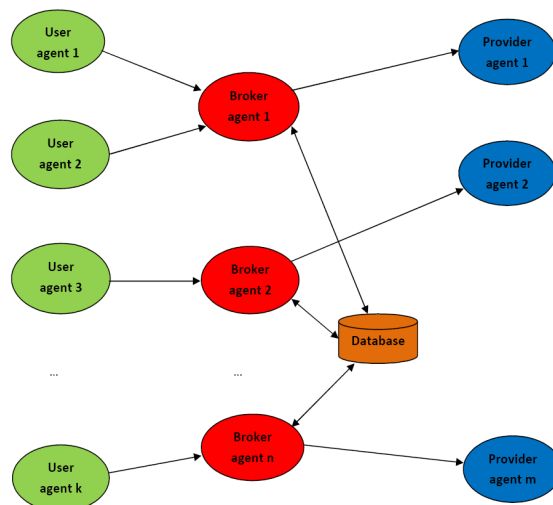 User
agent 1
Provider
agent 1
Broker
agent 1
User
agent 2
Provider
agent 2
User
agent 3
Broker
agent 2
Database
...
...
Broker
agent n
User
agent k
Provider
agent m